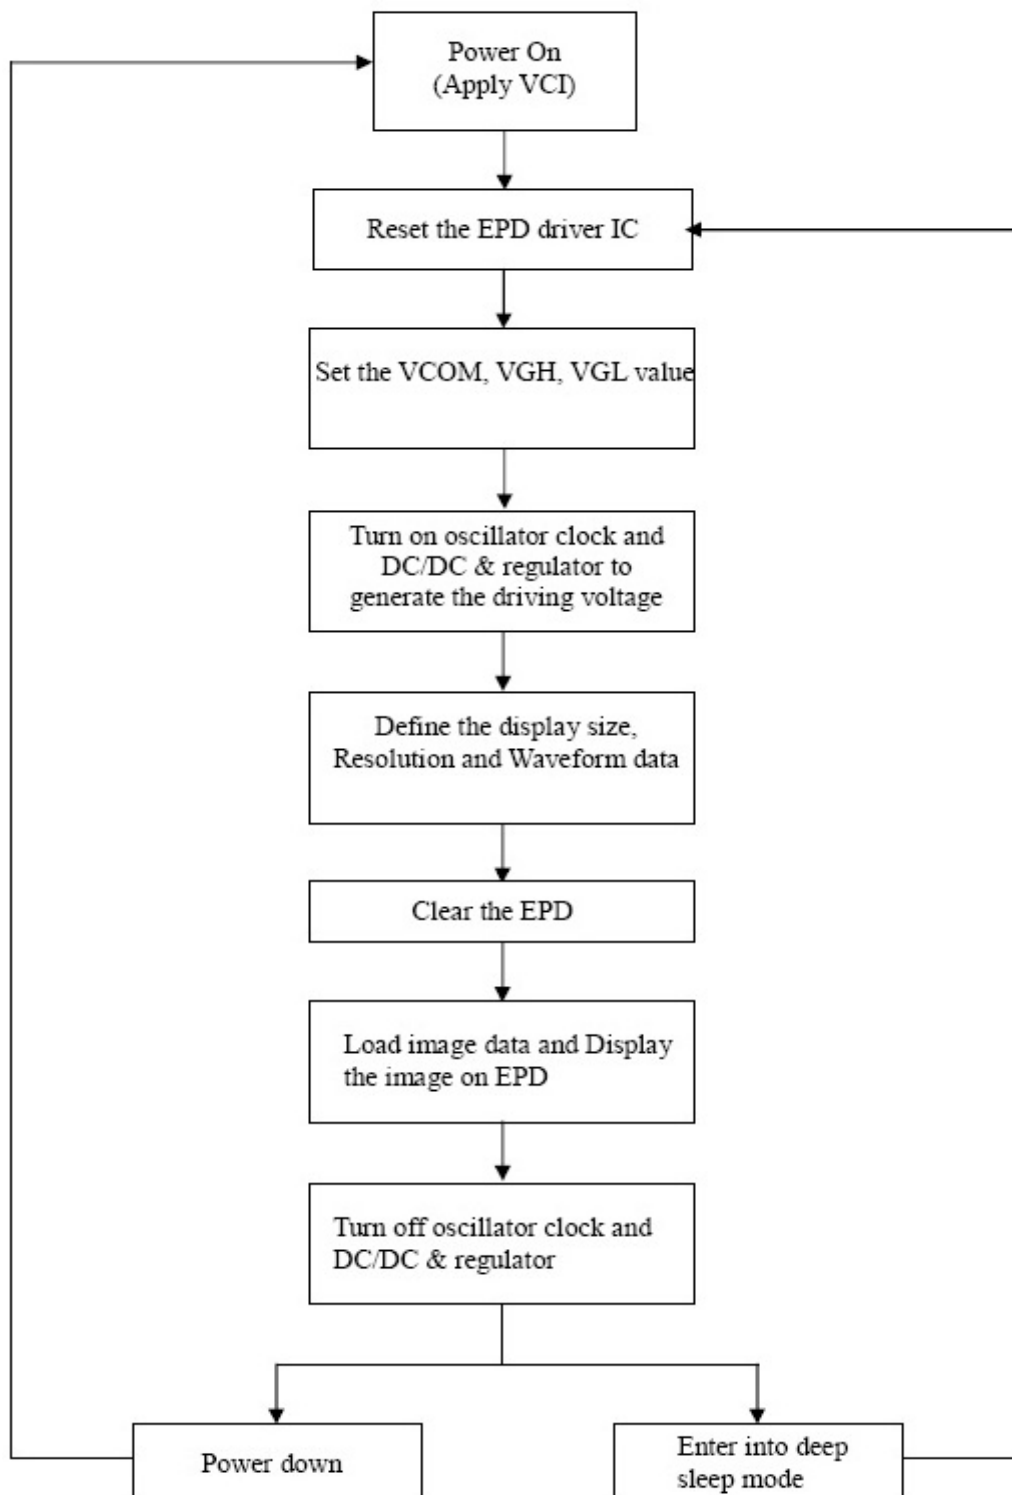 Power On
(Apply VCI)
Reset the EPD driver IC
Set the VCOM, VGH, VGL value
Turn on oscillator clock and
DC/DC & regulator to
generate the driving voltage
Define the display size,
Resolution and Waveform data
Clear the EPD
Load image data and Display
the image on EPD
Turn off oscillator clock and
DC/DC & regulator
Power down
Enter into deep
sleep mode